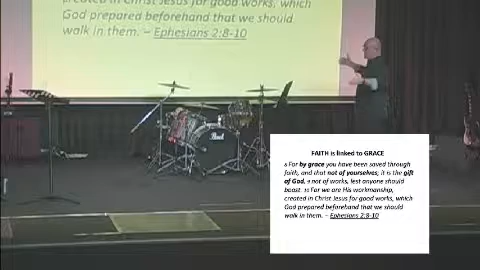 created in Christ Jesus for good works, which
God prepared beforehand that we should
walk in them. – Ephesians 2:8-10
Pearl
FAITH is linked to GRACE
8 For by grace you have been saved through
faith, and that not of yourselves; it is the gift
of God, 9 not of works, lest anyone should
boast. 10 For we are His workmanship,
created in Christ Jesus for good works, which
God prepared beforehand that we should
walk in them. – Ephesians 2:8-10